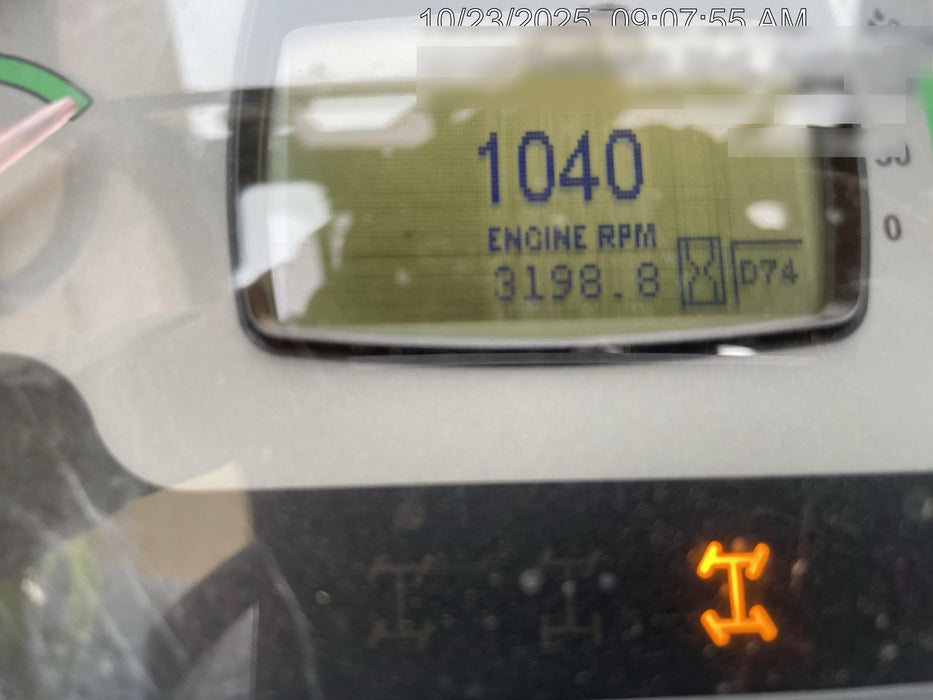 10/23/2025 09:07:55 AM
1040
ENGINE RPM
3198.8 D74
0